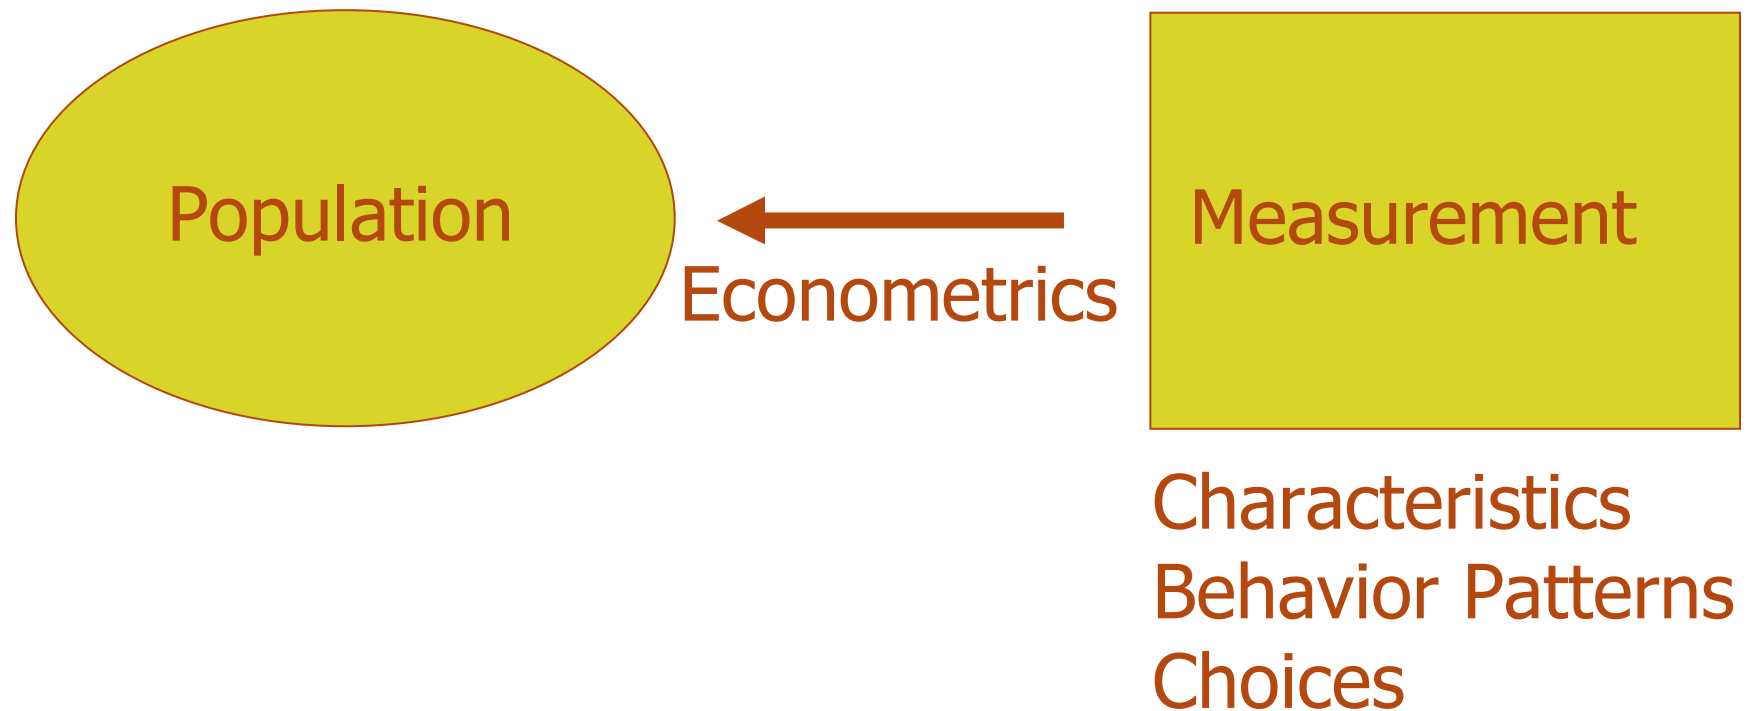 Population
Measurement
Econometrics
Characteristics
Behavior Patterns
Choices